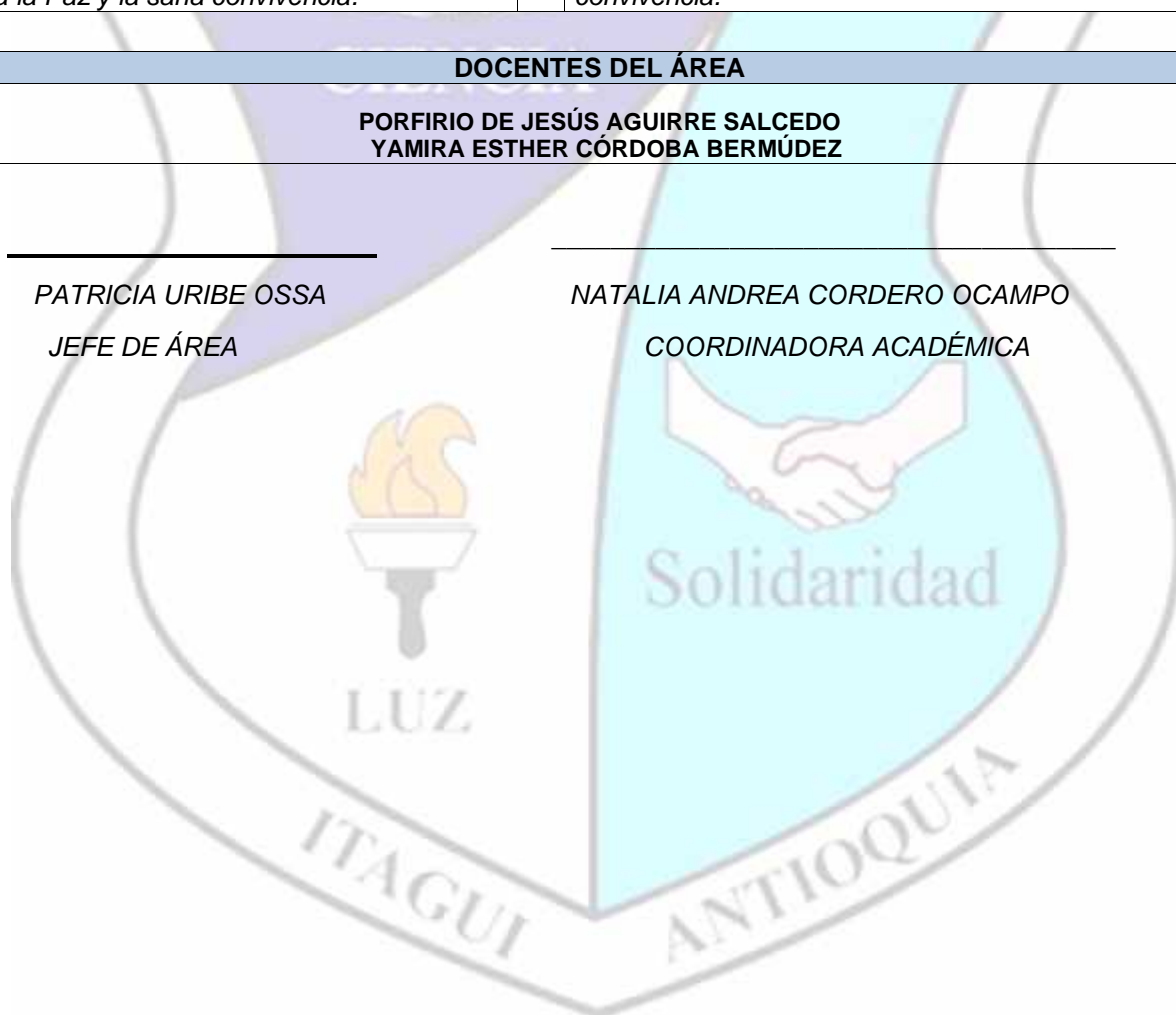 a la Paz y la sana convivencia. convivencia.
CIENCIA
DOCENTES DEL ÁREA
PORFIRIO DE JESÚS AGUIRRE SALCEDO
YAMIRA ESTHER CÓRDOBA BERMÚDEZ
PATRICIA URIBE OSSA NATALIA ANDREA CORDERO OCAMPO
JEFE DE ÁREA COORDINADORA ACADÉMICA
Solidaridad
LUZ
ITAGUI ANTIOQUIA